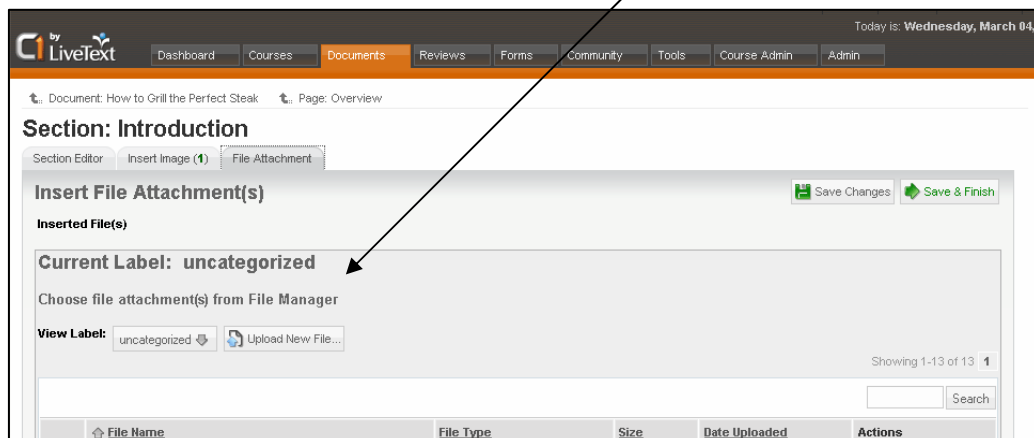 Today is: Wednesday, March 04,
C1 by LiveText
Dashboard Courses Documents Reviews Forms Community Tools Course Admin Admin
Document: How to Grill the Perfect Steak Page: Overview
Section: Introduction
Section Editor Insert Image (1) File Attachment
Insert File Attachment(s) Save Changes Save & Finish
Inserted File(s)
Current Label: uncategorized
Choose file attachment(s) from File Manager
View Label: uncategorized Upload New File...
Showing 1-13 of 13 1
Search
File Name File Type Size Date Uploaded Actions